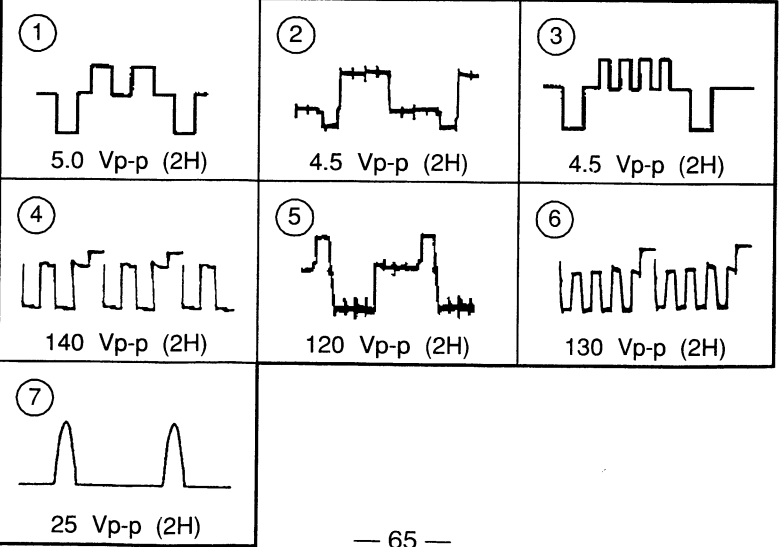 1
5.0 Vp-p (2H)
2
4.5 Vp-p (2H)
3
4.5 Vp-p (2H)
4
140 Vp-p (2H)
5
120 Vp-p (2H)
6
130 Vp-p (2H)
7
25 Vp-p (2H)
— 65 —